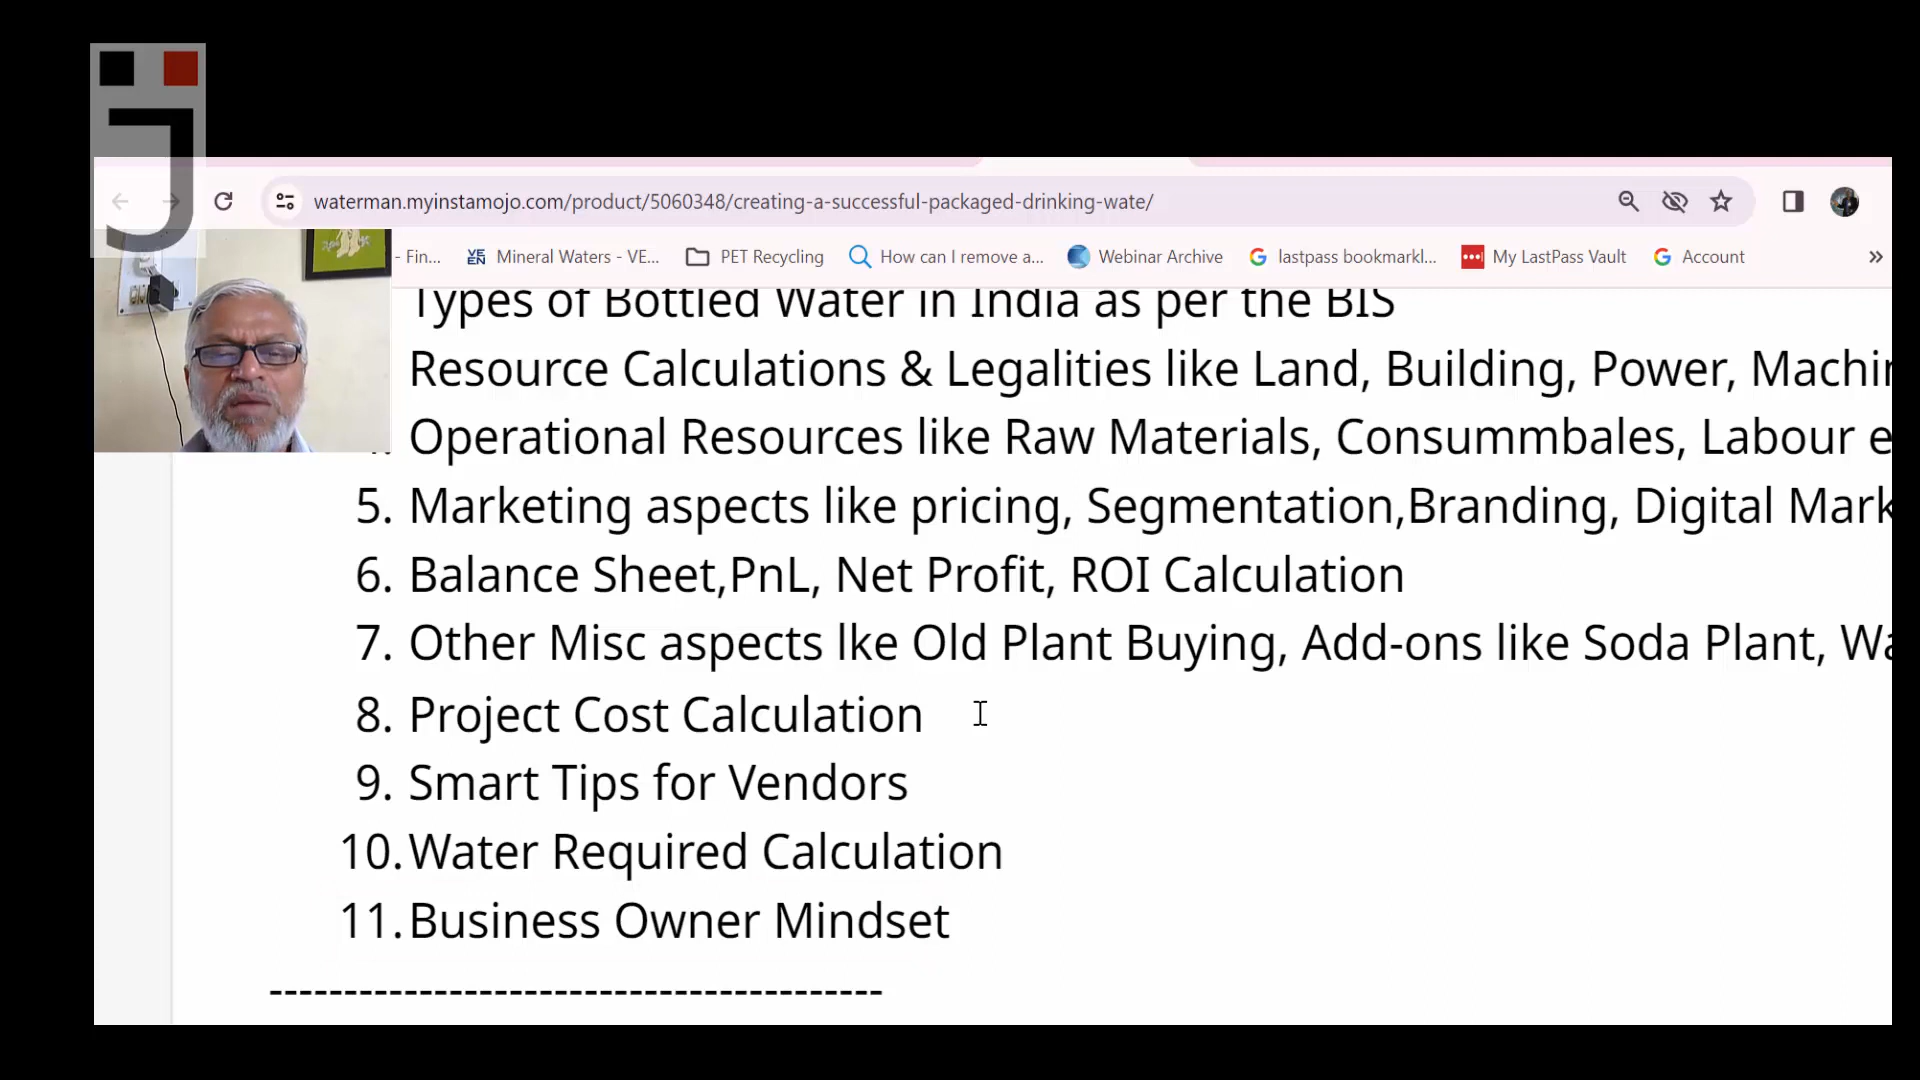 J
waterman.myinstamojo.com/product/5060348/creating-a-successful-packaged-drinking-wate/
- Fin... VE EN Mineral Waters - VE... PET Recycling How can I remove a... Webinar Archive lastpass bookmarkl... My LastPass Vault Account »
Types of Bottled Water in India as per the BIS
Resource Calculations & Legalities like Land, Building, Power, Machin
Operational Resources like Raw Materials, Consummbales, Labour e
5. Marketing aspects like pricing, Segmentation,Branding, Digital Mark
6. Balance Sheet,PnL, Net Profit, ROI Calculation
7. Other Misc aspects lke Old Plant Buying, Add-ons like Soda Plant, Wa
8. Project Cost Calculation
9. Smart Tips for Vendors
10. Water Required Calculation
11. Business Owner Mindset
----------------------------------------